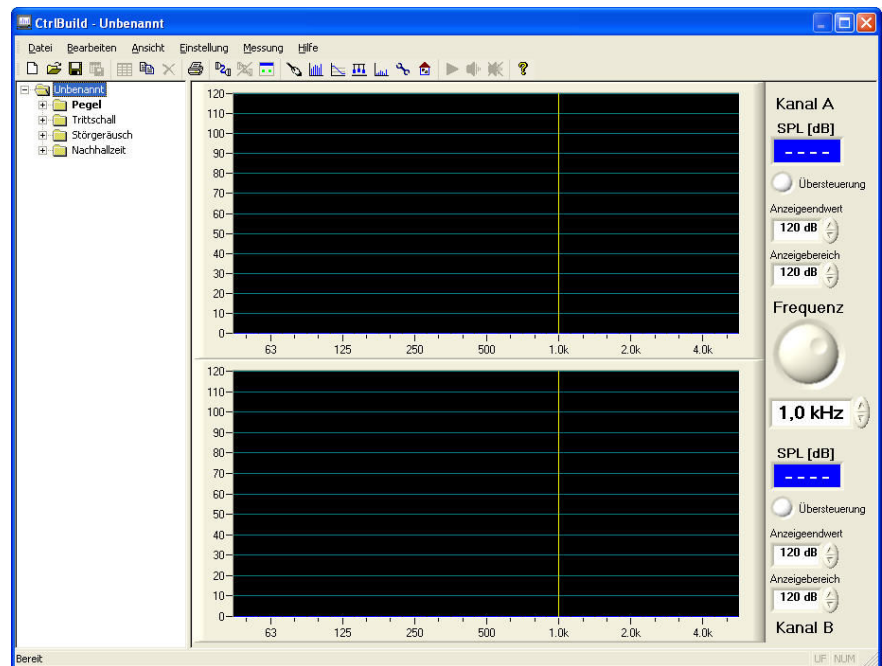 CtrlBuild - Unbenannt
Datei Bearbeiten Ansicht Einstellung Messung Hilfe
Unbenannt
Pegel
Trittschall
Störgeräusch
Nachhallzeit
120
110
100
90
80
70
60
50
40
30
20
10
0
63 125 250 500 1.0k 2.0k 4.0k
120
110
100
90
80
70
60
50
40
30
20
10
0
63 125 250 500 1.0k 2.0k 4.0k
Kanal A
SPL [dB]
----
Übersteuerung
Anzeigeendwert
120 dB
Anzeigebereich
120 dB
Frequenz
1,0 kHz
SPL [dB]
----
Übersteuerung
Anzeigeendwert
120 dB
Anzeigebereich
120 dB
Kanal B
Bereit
UF NUM